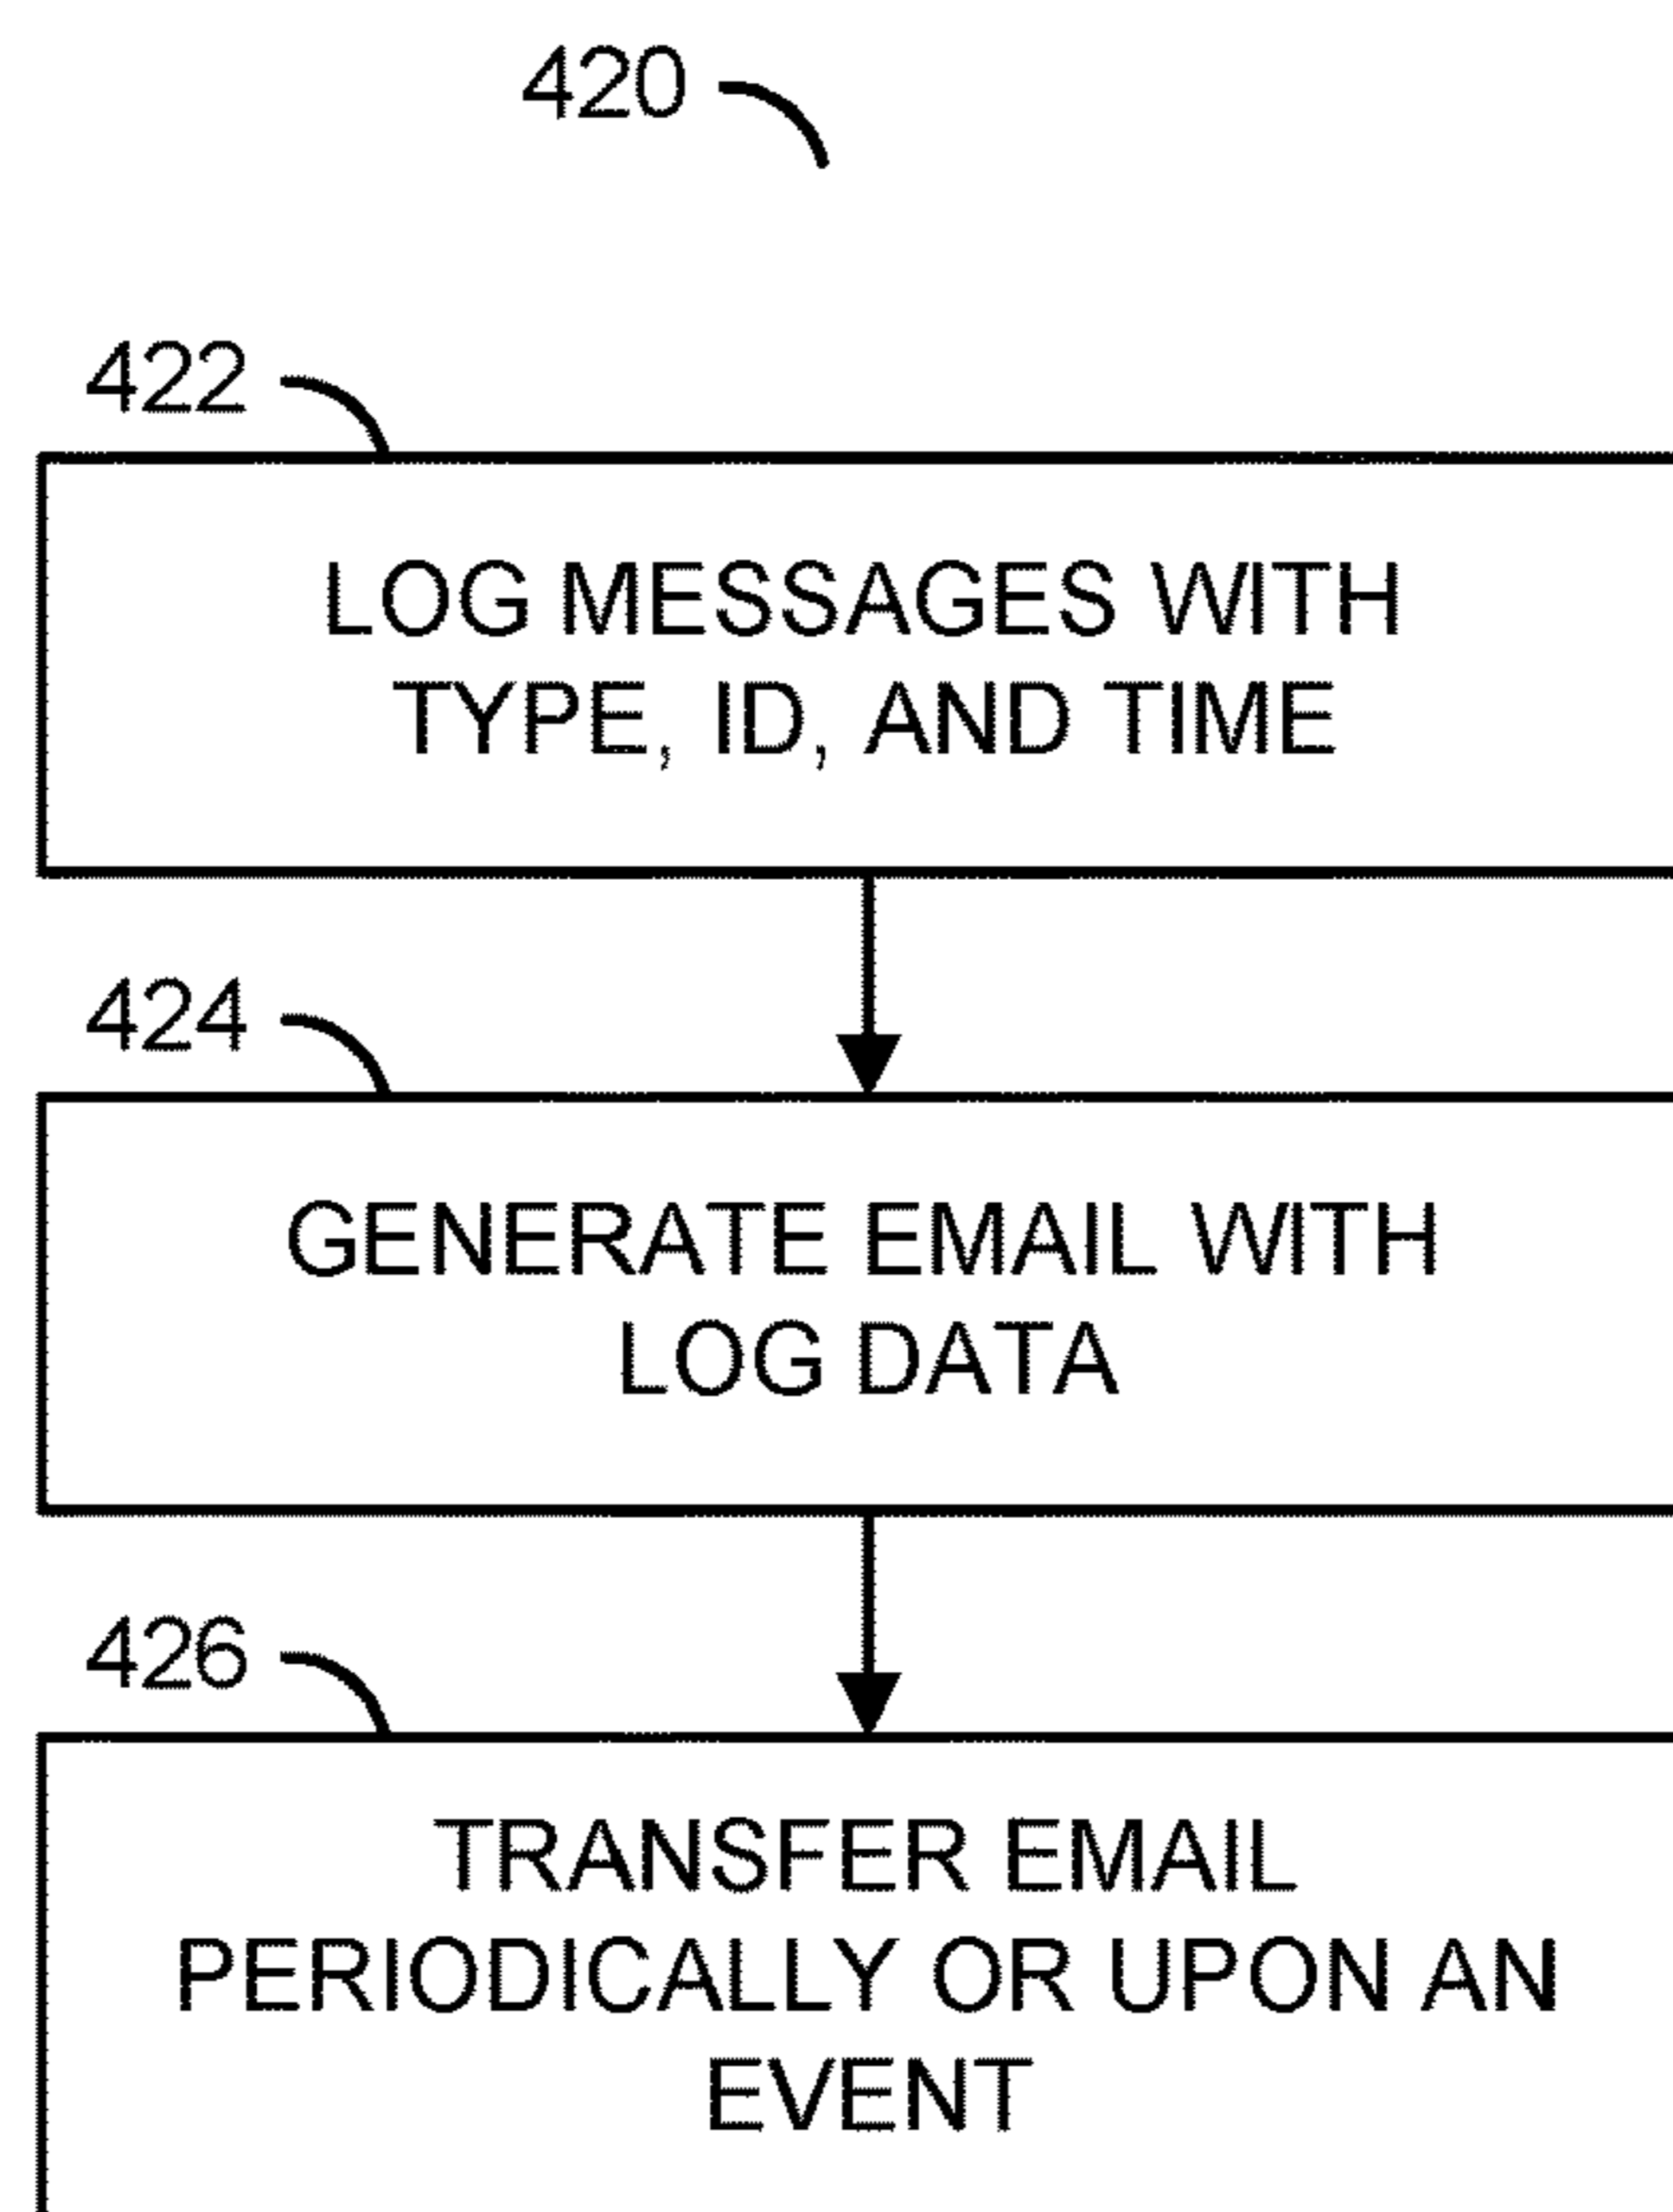 420
422
LOG MESSAGES WITH
TYPE, ID, AND TIME
424
GENERATE EMAIL WITH
LOG DATA
426
TRANSFER EMAIL
PERIODICALLY OR UPON AN
EVENT